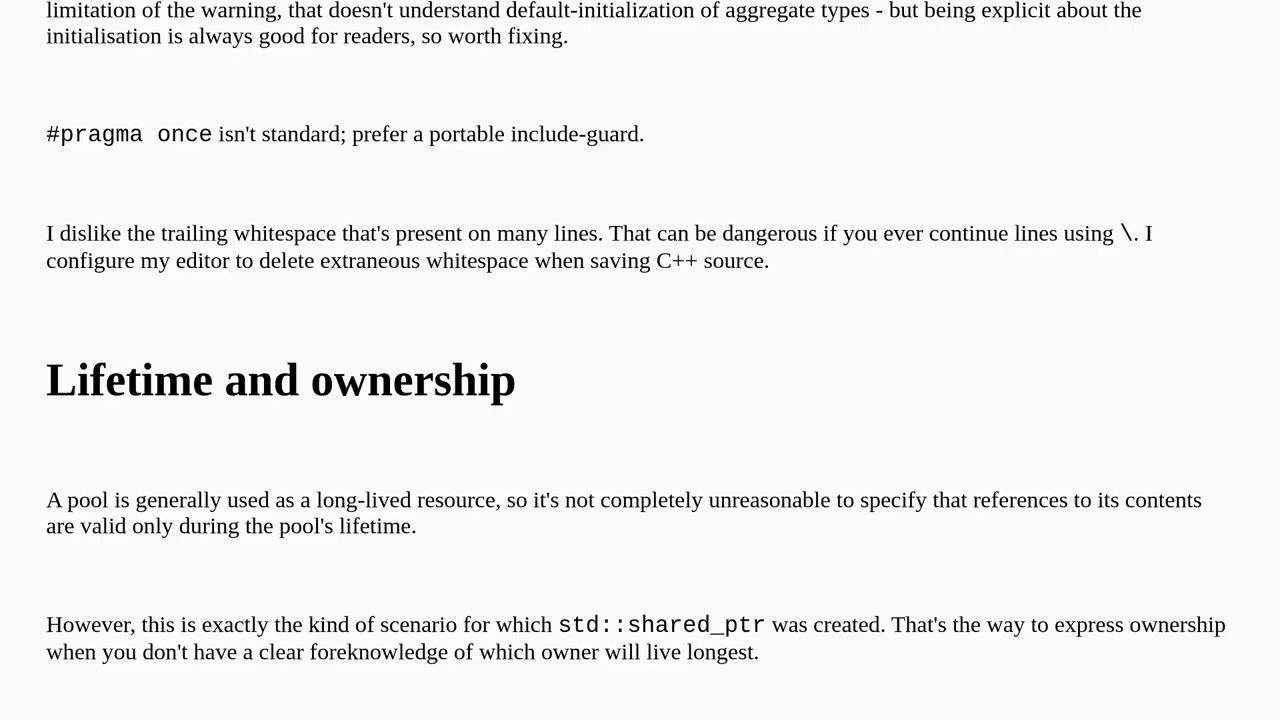 limitation of the warning, that doesn't understand default-initialization of aggregate types - but being explicit about the
initialisation is always good for readers, so worth fixing.
#pragma once isn't standard; prefer a portable include-guard.
I dislike the trailing whitespace that's present on many lines. That can be dangerous if you ever continue lines using \. I
configure my editor to delete extraneous whitespace when saving C++ source.
Lifetime and ownership
A pool is generally used as a long-lived resource, so it's not completely unreasonable to specify that references to its contents
are valid only during the pool's lifetime.
However, this is exactly the kind of scenario for which std::shared_ptr was created. That's the way to express ownership
when you don't have a clear foreknowledge of which owner will live longest.